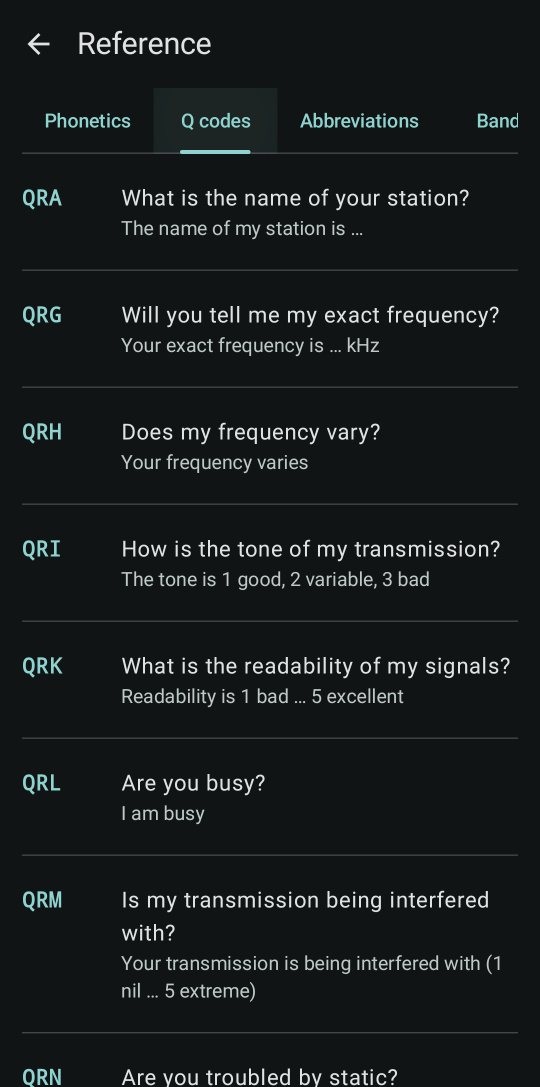 Reference
Phonetics Q codes Abbreviations Band
QRA What is the name of your station?
The name of my station is …
QRG Will you tell me my exact frequency?
Your exact frequency is … kHz
QRH Does my frequency vary?
Your frequency varies
QRI How is the tone of my transmission?
The tone is 1 good, 2 variable, 3 bad
QRK What is the readability of my signals?
Readability is 1 bad … 5 excellent
QRL Are you busy?
I am busy
QRM Is my transmission being interfered
with?
Your transmission is being interfered with (1
nil … 5 extreme)
QRN Are you troubled by static?